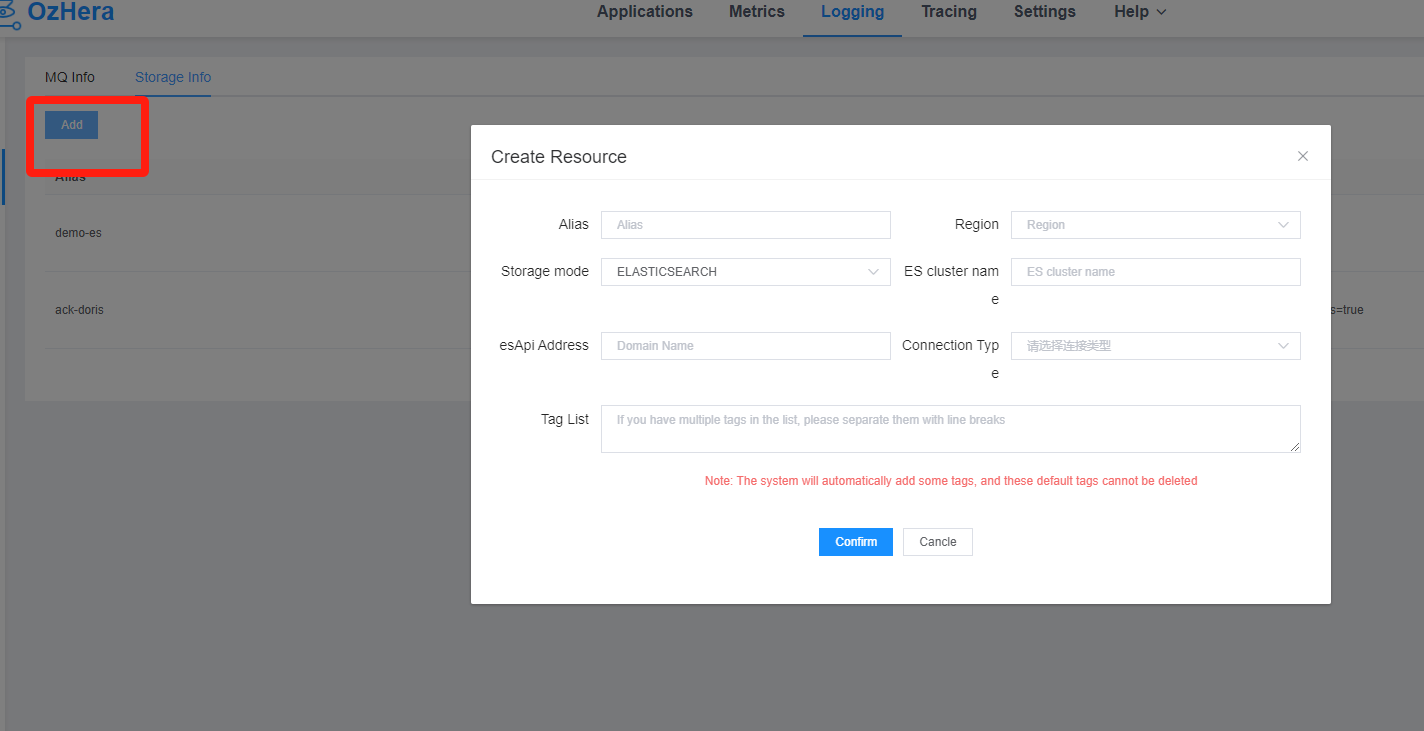 OzHera
Applications Metrics Logging Tracing Settings Help
MQ Info Storage Info
Add
Alias
demo-es
ack-doris
s=true
Create Resource
Alias Alias Region Region
Storage mode ELASTICSEARCH ES cluster nam
e ES cluster name
esApi Address Domain Name Connection Typ
e 请选择连接类型
Tag List If you have multiple tags in the list, please separate them with line breaks
Note: The system will automatically add some tags, and these default tags cannot be deleted
Confirm Cancle